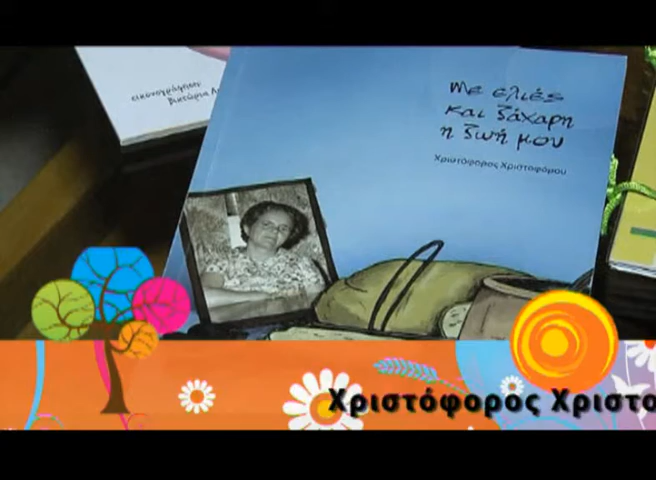 εικονογράφηση
Βικτώρια
Με ελιές
και ζάχαρη
η ζωή μου
Χριστόφορος Χριστοφόρου
Χριστόφορος Χριστο